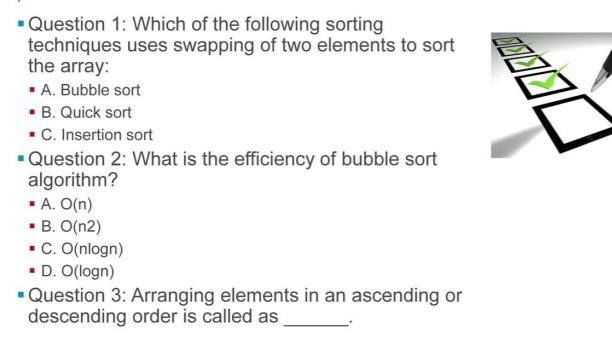 Question 1: Which of the following sorting
techniques uses swapping of two elements to sort
the array:
A. Bubble sort
B. Quick sort
C. Insertion sort
Question 2: What is the efficiency of bubble sort
algorithm?
A. O(n)
B. O(n2)
C. O(nlogn)
D. O(logn)
Question 3: Arranging elements in an ascending or
descending order is called as _______.